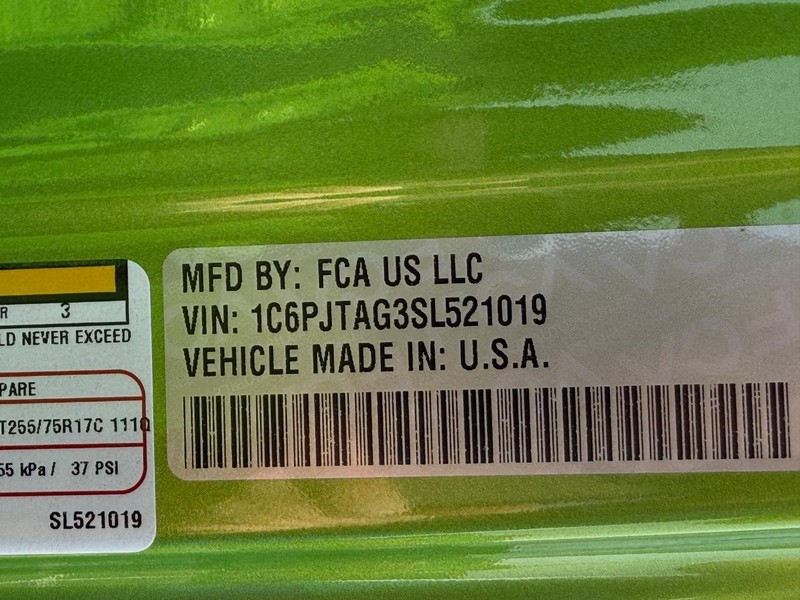 MFD BY: FCA US LLC
VIN: 1C6PJTAG3SL521019
VEHICLE MADE IN: U.S.A.
R 3
LD NEVER EXCEED
PARE
T255/75R17C 111Q
55 kPa / 37 PSI
SL521019